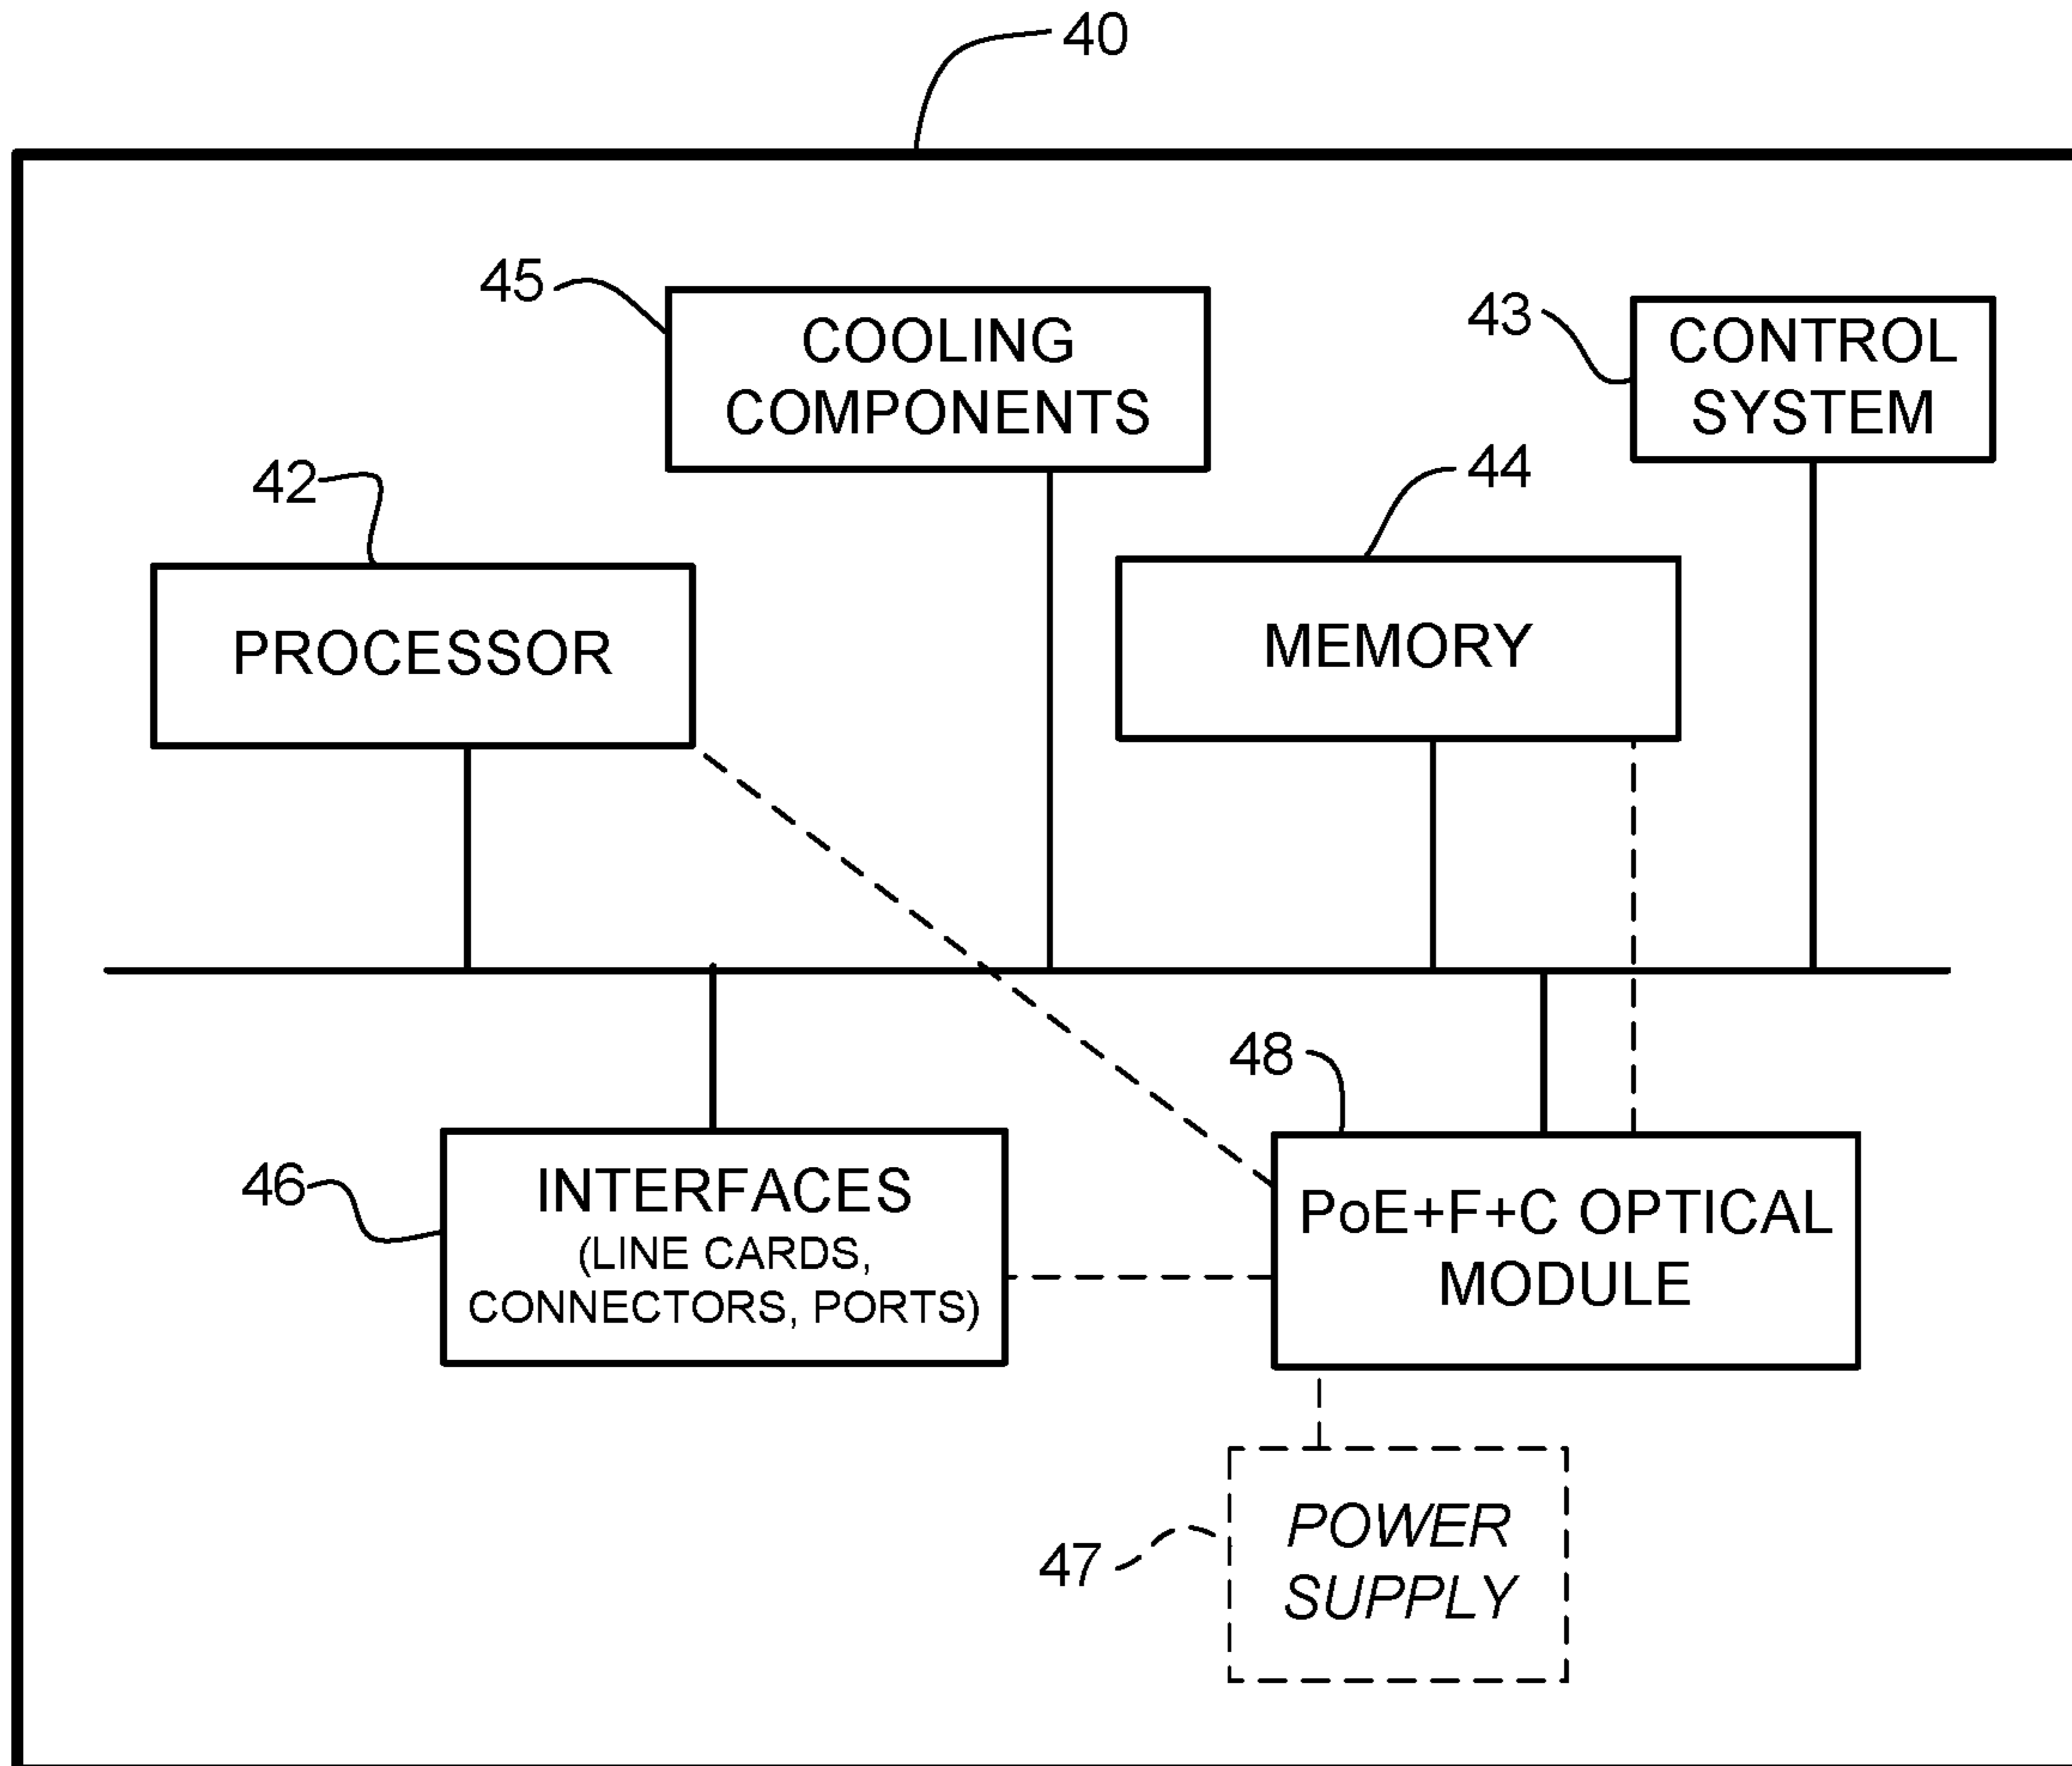 40
45
COOLING
COMPONENTS
43
CONTROL
SYSTEM
42
PROCESSOR
44
MEMORY
46
INTERFACES
(LINE CARDS,
CONNECTORS, PORTS)
48
PoE+F+C OPTICAL
MODULE
47
POWER
SUPPLY